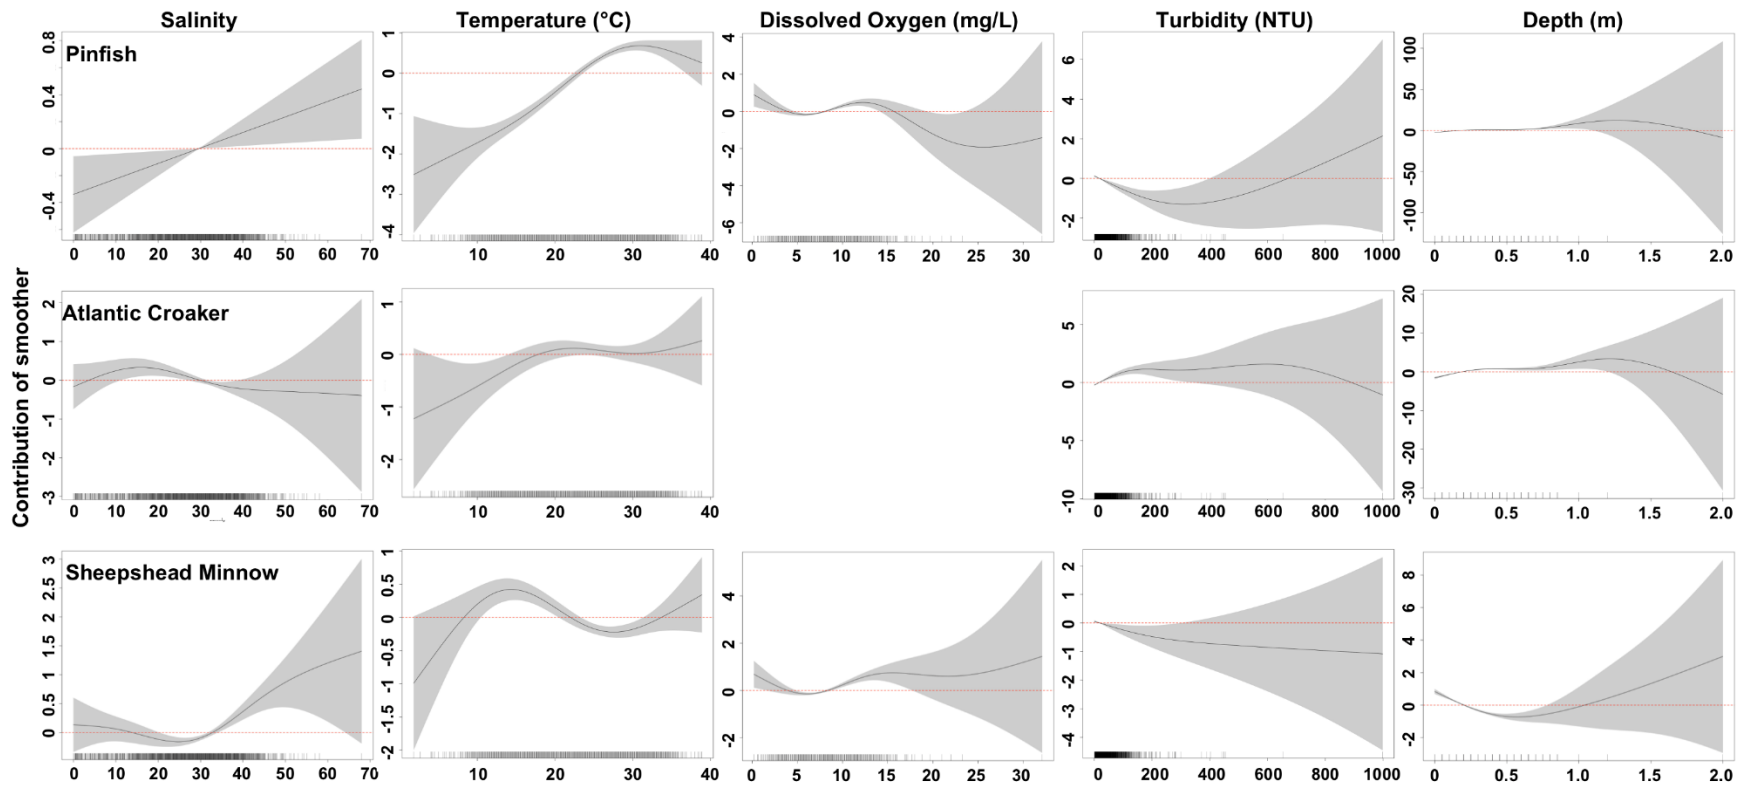 Salinity Temperature (°C) Dissolved Oxygen (mg/L) Turbidity (NTU) Depth (m)
Contribution of smoother
Pinfish
0.8 0.4 0 -0.4
0 10 20 30 40 50 60 70
1 0 -1 -2 -3 -4
10 20 30 40
4 2 0 -2 -4 6
0 5 10 15 20 25 30
6 4 2 0 2
0 200 400 600 800 1000
100 50 0 -50 -100
0 0.5 1.0 1.5 2.0
Atlantic Croaker
2 1 0 -1 -2 -3
0 10 20 30 40 50 60 70
1 0 -1 -2
10 20 30 40
5 0 -5 -10
0 200 400 600 800 1000
20 10 0 -10 -20 -30
0 0.5 1.0 1.5 2.0
Sheepshead Minnow
3 2.5 2 1.5 1 0.5 0
0 10 20 30 40 50 60 70
1 0.5 0 -0.5 -1 -1.5 -2
10 20 30 40
4 2 0 -2
0 5 10 15 20 25 30
2 1 0 -1 -2 -3 -4
0 200 400 600 800 1000
8 6 4 2 0 -2
0 0.5 1.0 1.5 2.0